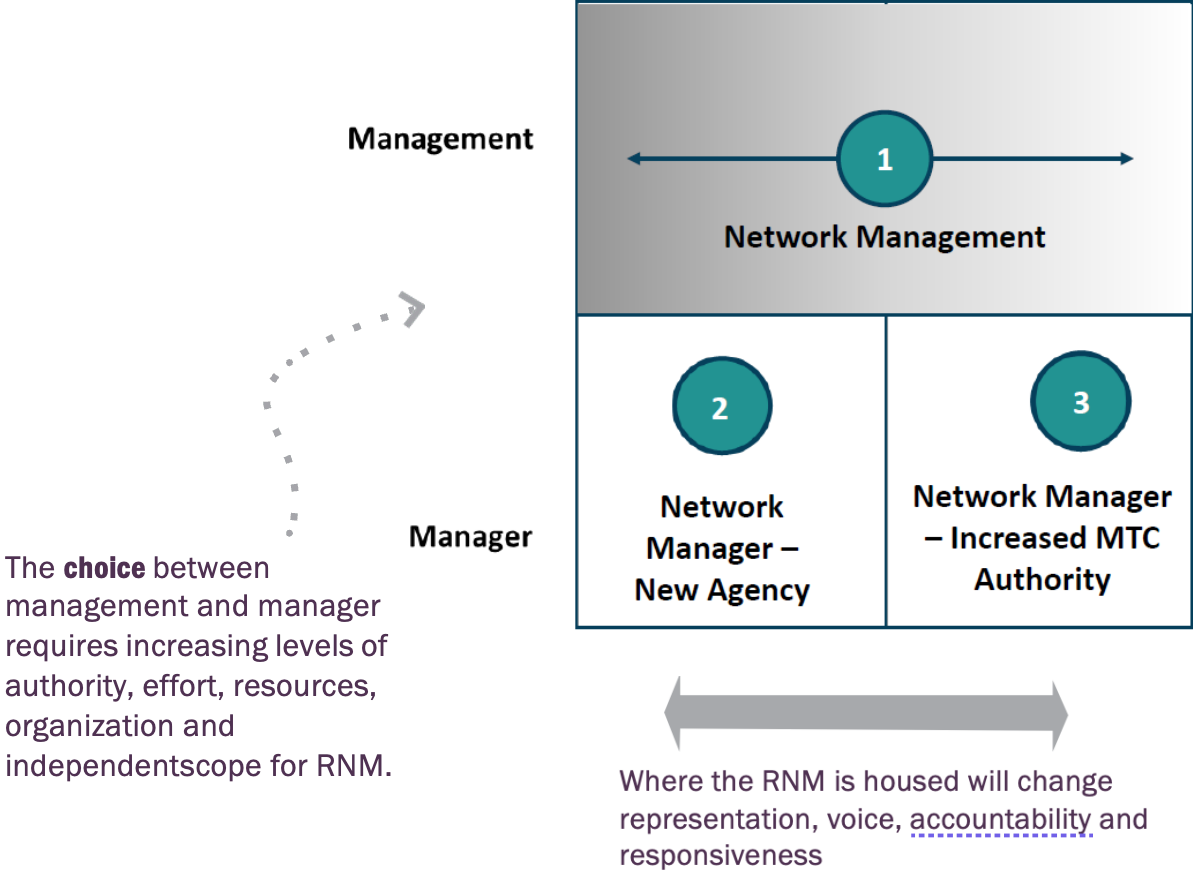 Management
1
Network Management
2
Network
Manager –
New Agency
3
Network Manager
– Increased MTC
Authority
Manager
The choice between
management and manager
requires increasing levels of
authority, effort, resources,
organization and
independentscope for RNM.
Where the RNM is housed will change
representation, voice, accountability and
responsiveness